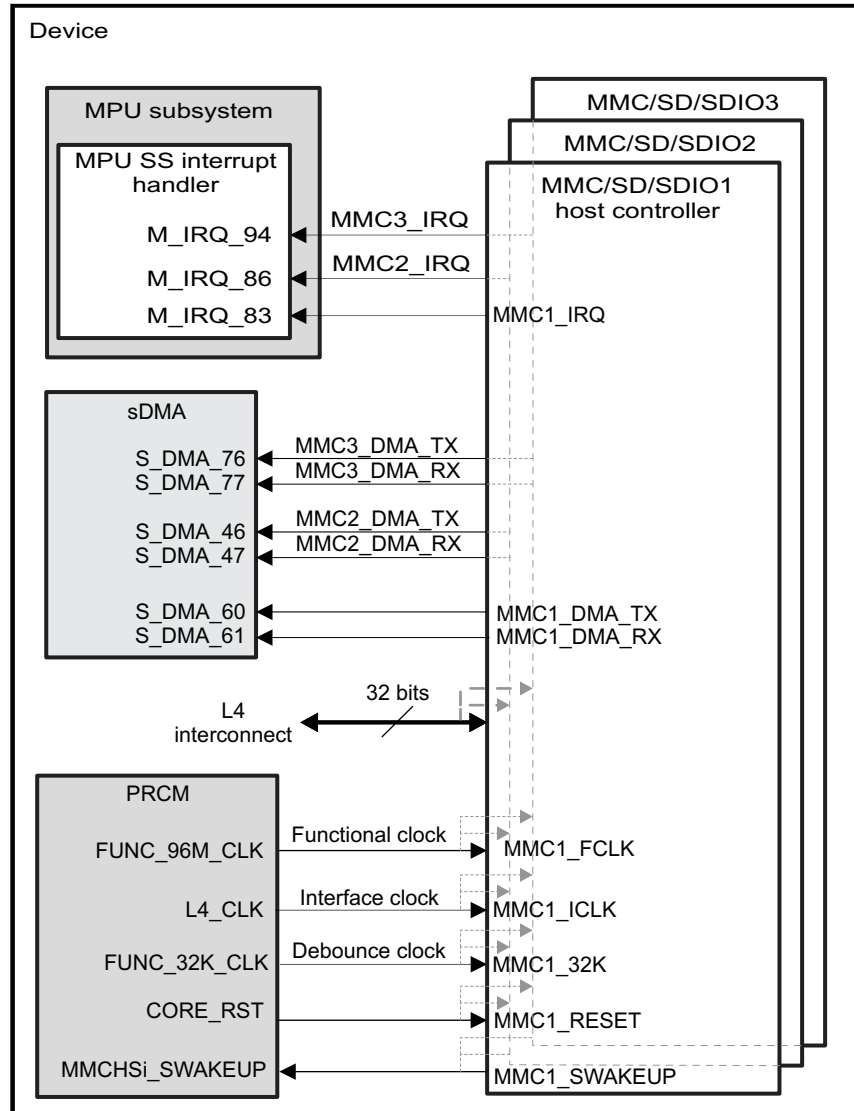 Device
MPU subsystem
MPU SS interrupt
handler
M_IRQ_94
M_IRQ_86
M_IRQ_83
MMC3_IRQ
MMC2_IRQ
MMC1_IRQ
MMC/SD/SDIO3
MMC/SD/SDIO2
MMC/SD/SDIO1
host controller
sDMA
S_DMA_76
S_DMA_77
S_DMA_46
S_DMA_47
S_DMA_60
S_DMA_61
MMC3_DMA_TX
MMC3_DMA_RX
MMC2_DMA_TX
MMC2_DMA_RX
MMC1_DMA_TX
MMC1_DMA_RX
32 bits
L4
interconnect
PRCM
FUNC_96M_CLK
Functional clock
MMC1_FCLK
L4_CLK
Interface clock
MMC1_ICLK
FUNC_32K_CLK
Debounce clock
MMC1_32K
CORE_RST
MMC1_RESET
MMCHSi_SWAKEUP
MMC1_SWAKEUP